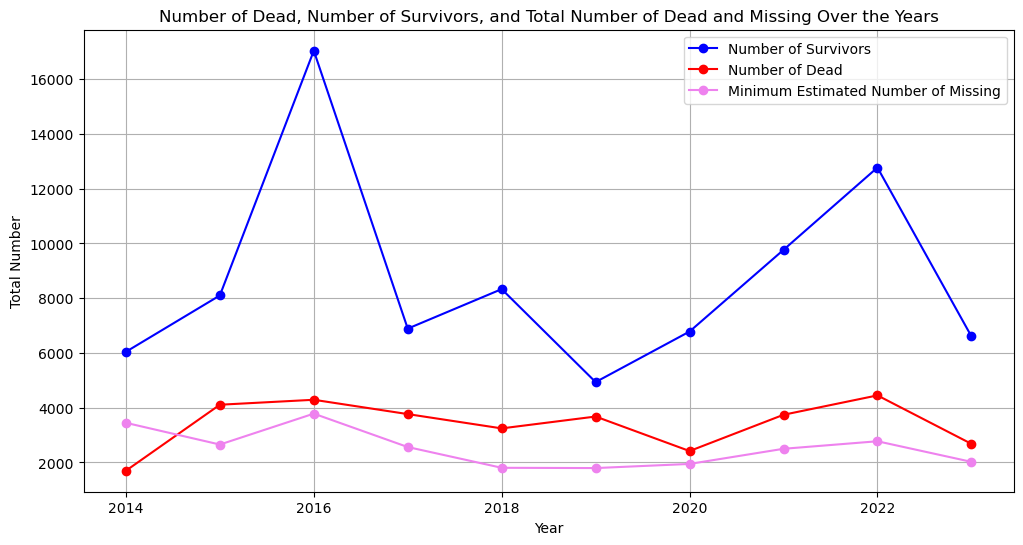 Number of Dead, Number of Survivors, and Total Number of Dead and Missing Over the Years
Number of Survivors
Number of Dead
Minimum Estimated Number of Missing
Total Number
16000
14000
12000
10000
8000
6000
4000
2000
2014
2016
2018
2020
2022
Year